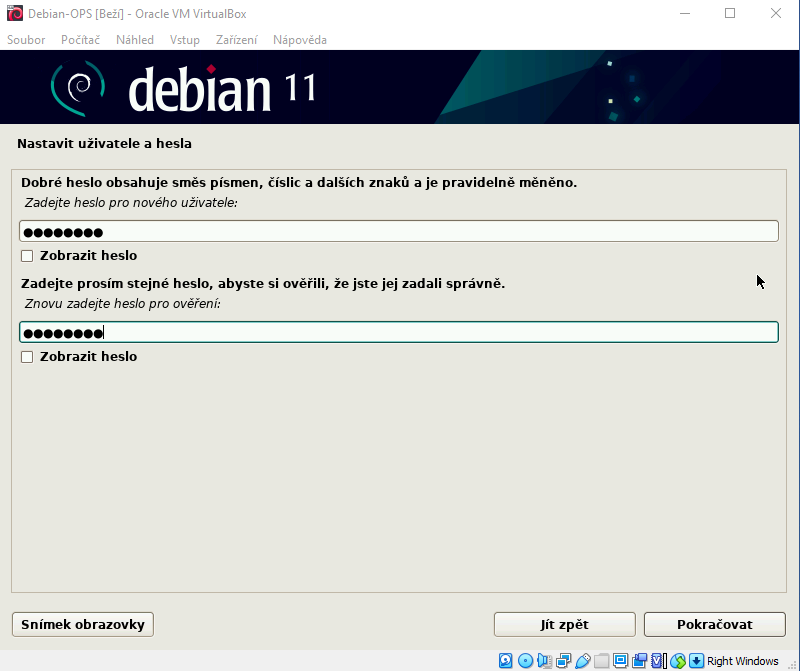 Debian-OPS [Beží] - Oracle VM VirtualBox
Soubor Počítač Náhled Vstup Zařízení Nápověda
debian 11
Nastavit uživatele a hesla
Dobré heslo obsahuje směs písmen, číslic a dalších znaků a je pravidelně měněno.
Zadejte heslo pro nového uživatele:
●●●●●●●●
Zobrazit heslo
Zadejte prosím stejné heslo, abyste si ověřili, že jste jej zadali správně.
Znovu zadejte heslo pro ověření:
●●●●●●●●
Zobrazit heslo
Snímek obrazovky Jít zpět Pokračovat
Right Windows